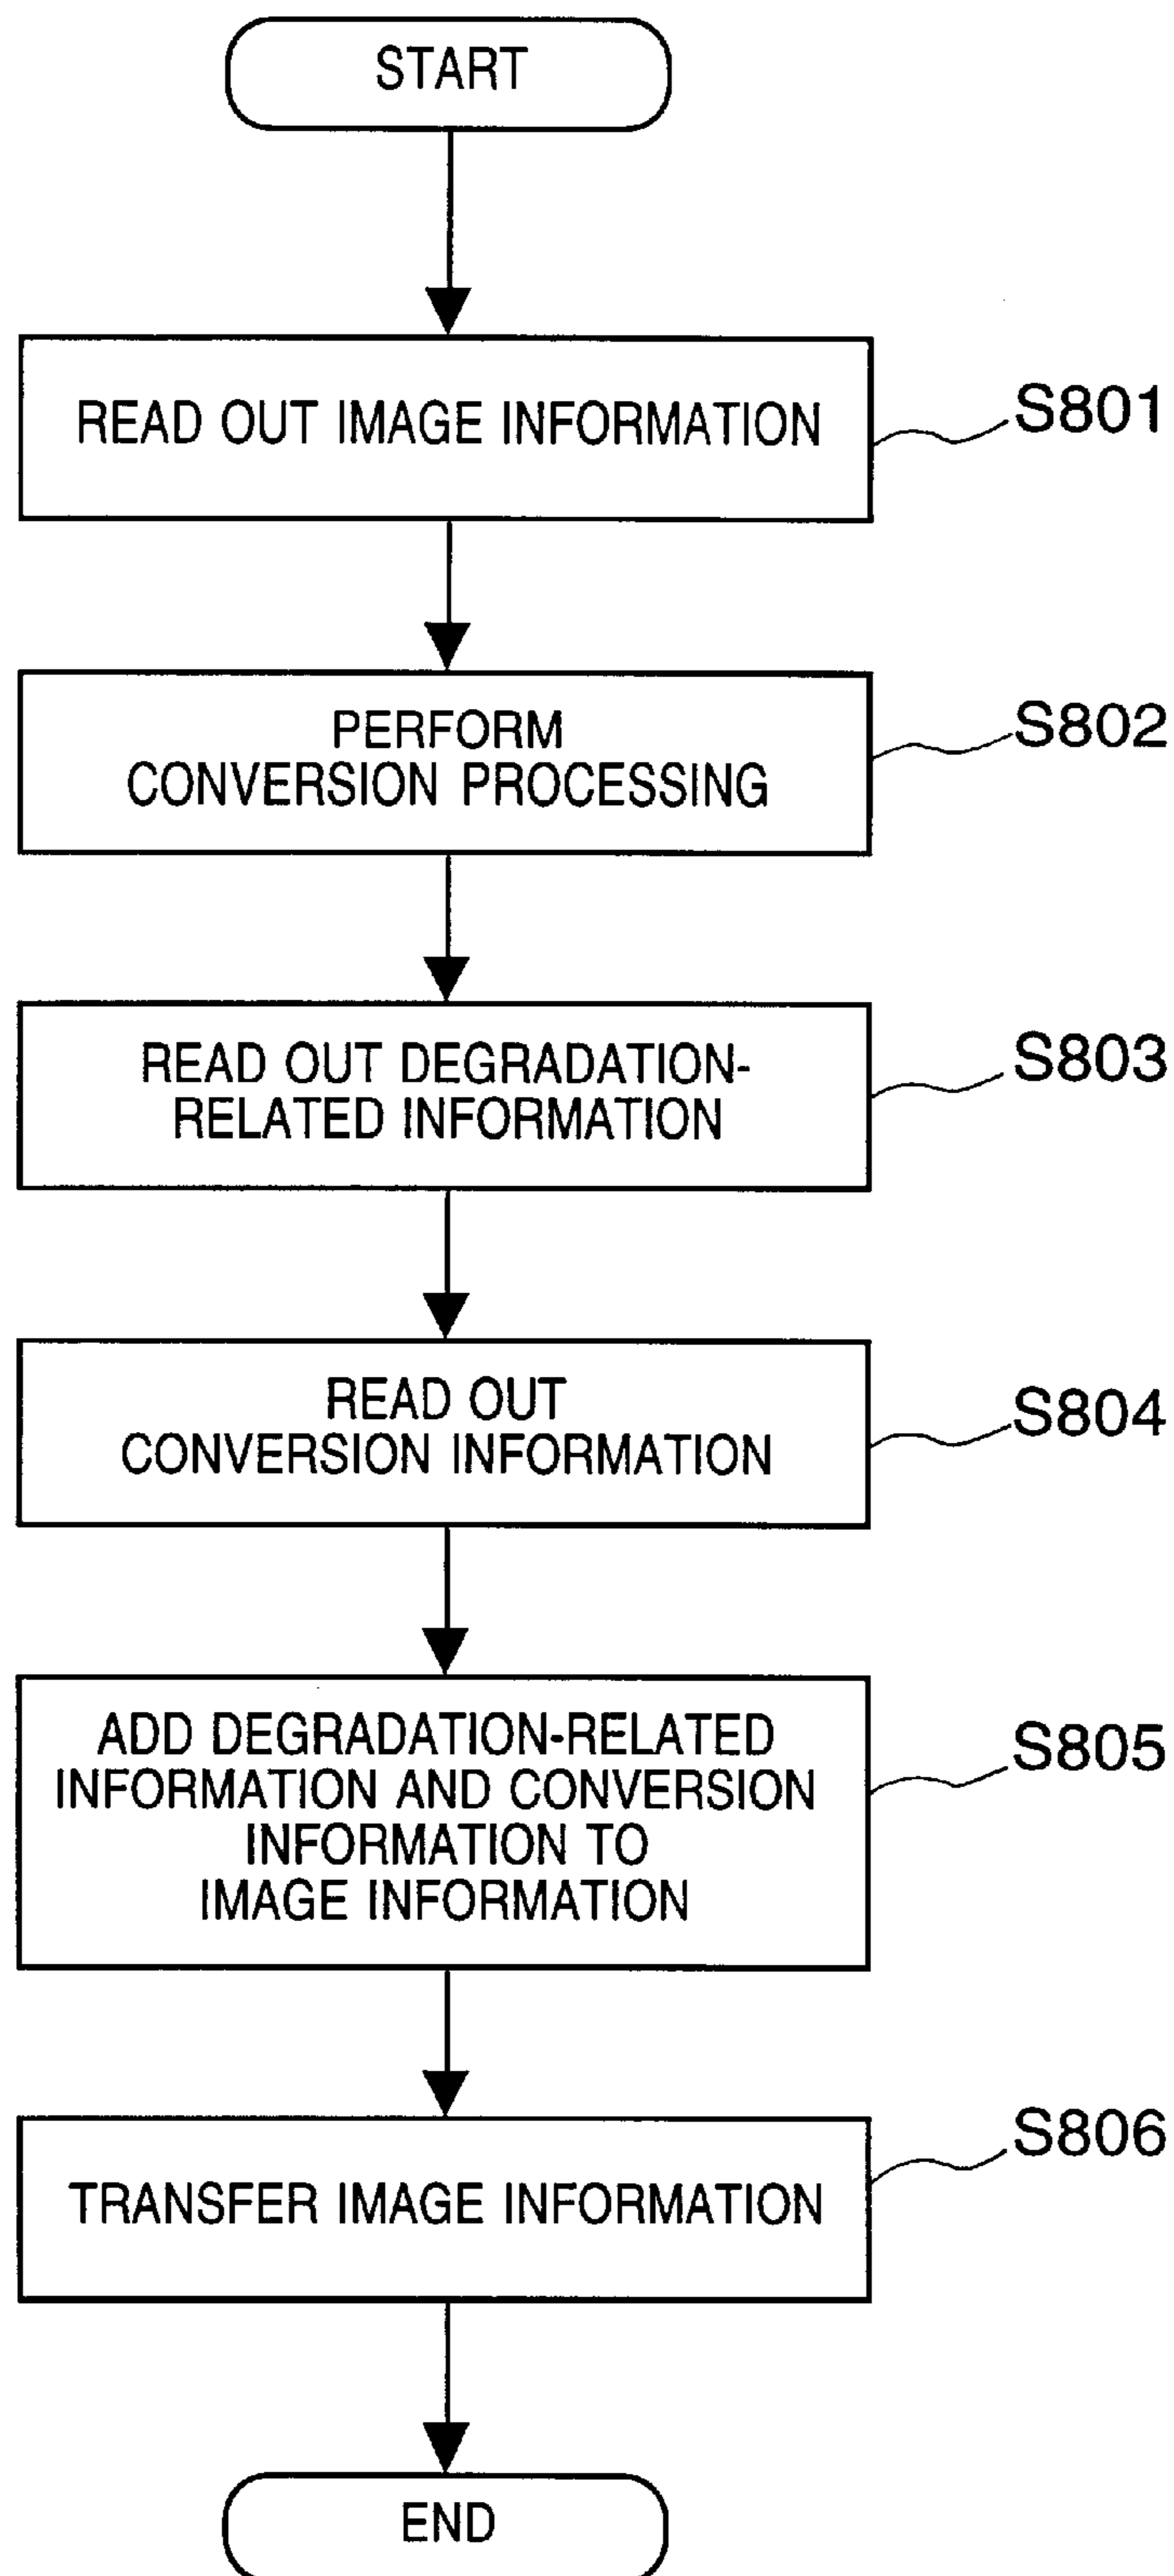 START
READ OUT IMAGE INFORMATION
S801
PERFORM
CONVERSION PROCESSING
S802
READ OUT DEGRADATION-
RELATED INFORMATION
S803
READ OUT
CONVERSION INFORMATION
S804
ADD DEGRADATION-RELATED
INFORMATION AND CONVERSION
INFORMATION TO
IMAGE INFORMATION
S805
TRANSFER IMAGE INFORMATION
S806
END